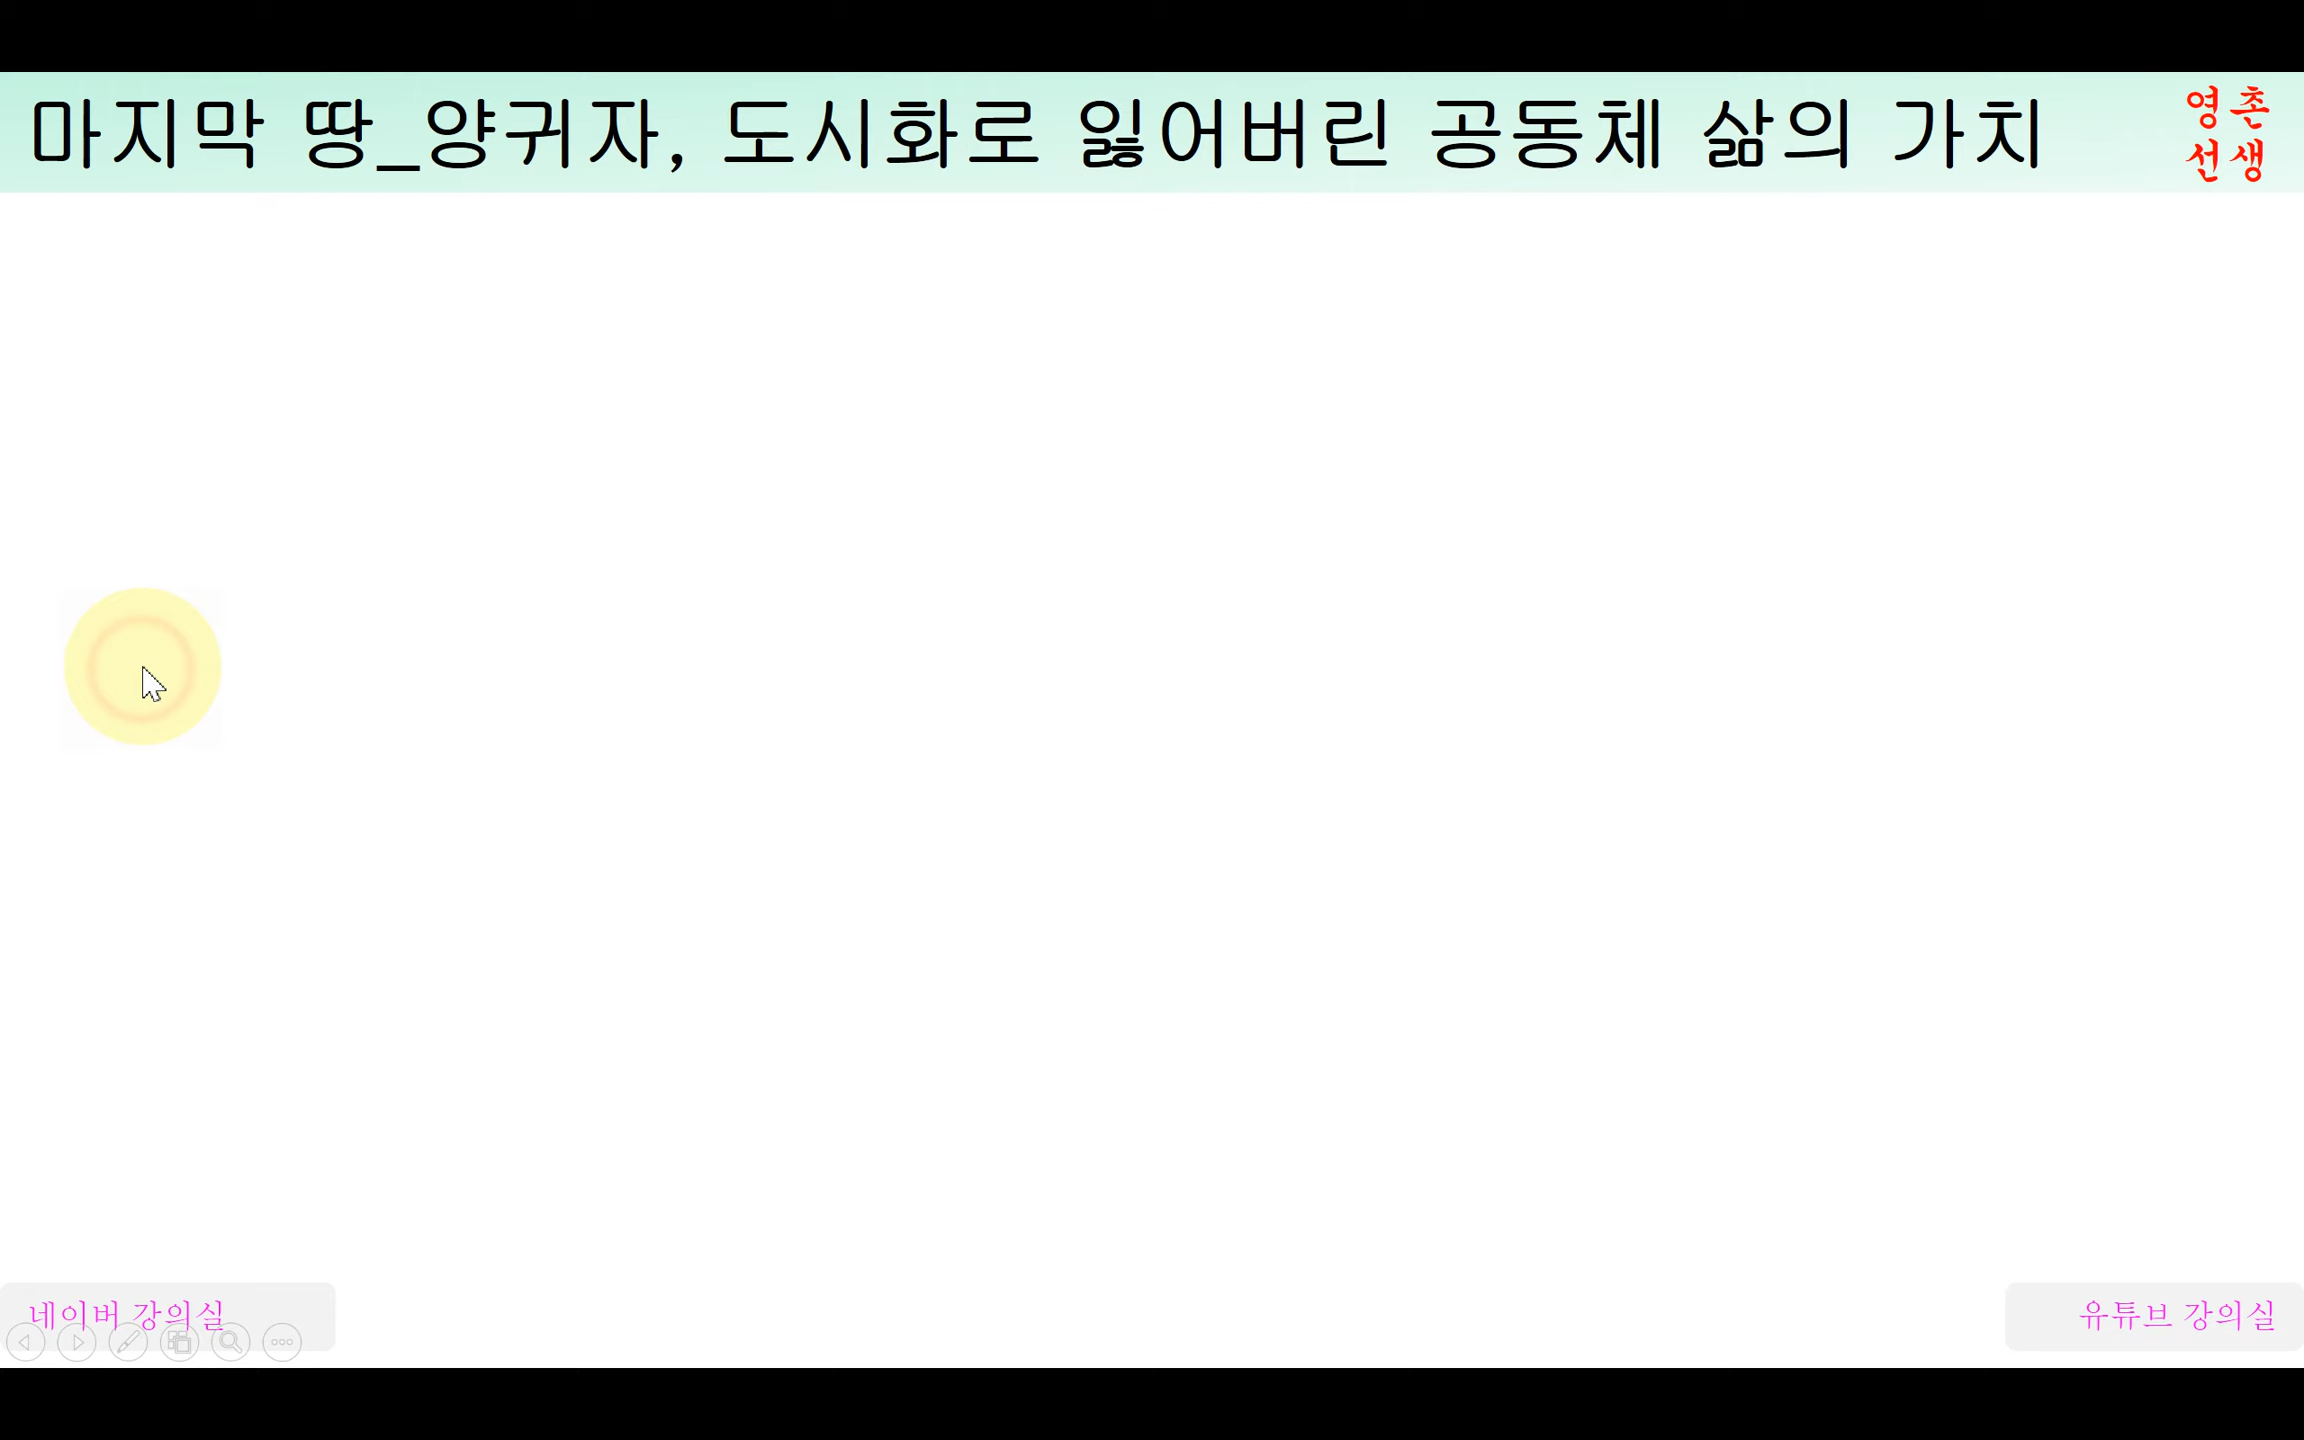 마지막 땅_양귀자, 도시화로 잃어버린 공동체 삶의 가치
영촌
선생
네이버 강의실
유튜브 강의실